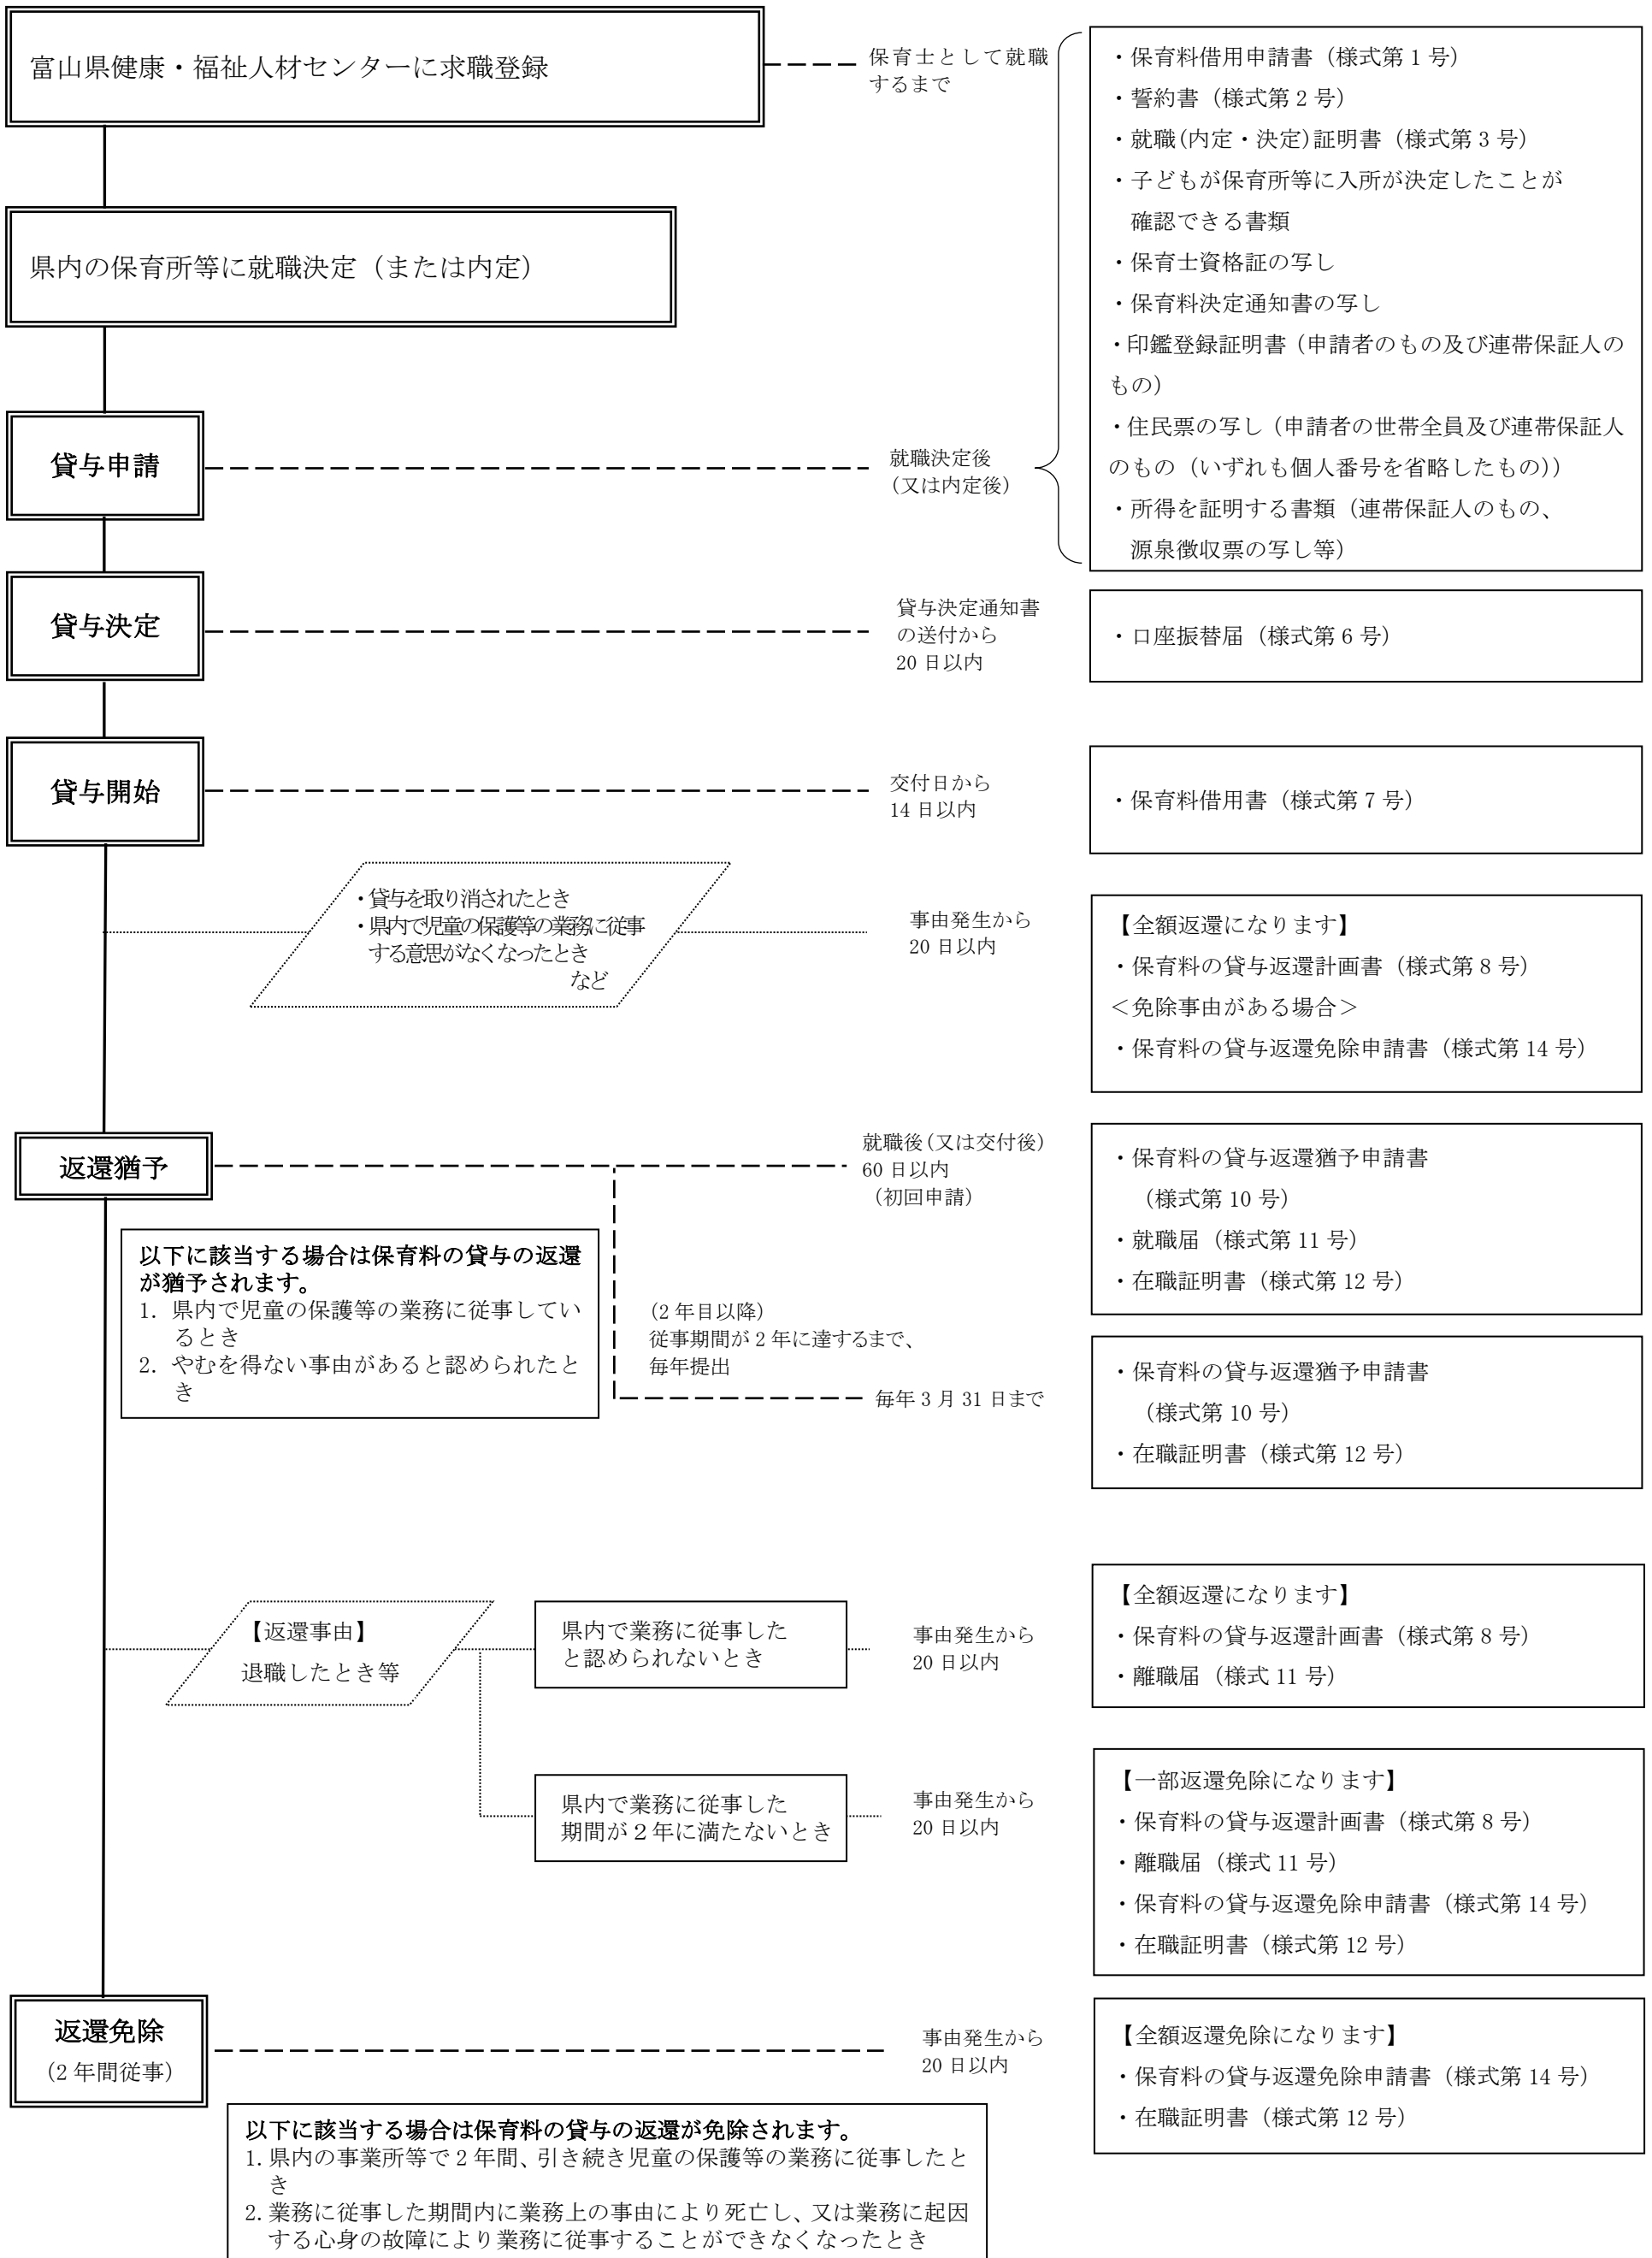 富山県健康・福祉人材センターに求職登録
保育士として就職
するまで
県内の保育所等に就職決定（または内定）
貸与申請
就職決定後
（又は内定後）
・保育料借用申請書（様式第 1 号）
・誓約書（様式第 2 号）
・就職(内定・決定)証明書（様式第 3 号）
・子どもが保育所等に入所が決定したことが
確認できる書類
・保育士資格証の写し
・保育料決定通知書の写し
・印鑑登録証明書（申請者のもの及び連帯保証人の
もの）
・住民票の写し（申請者の世帯全員及び連帯保証人
のもの（いずれも個人番号を省略したもの））
・所得を証明する書類（連帯保証人のもの、
源泉徴収票の写し等）
貸与決定
貸与決定通知書
の送付から
20 日以内
・口座振替届（様式第 6 号）
貸与開始
交付日から
14 日以内
・保育料借用書（様式第 7 号）
・貸与を取り消されたとき
・県内で児童の保護等の業務に従事
する意思がなくなったとき
など
事由発生から
20 日以内
【全額返還になります】
・保育料の貸与返還計画書（様式第 8 号）
＜免除事由がある場合＞
・保育料の貸与返還免除申請書（様式第 14 号）
返還猶予
就職後(又は交付後)
60 日以内
（初回申請）
・保育料の貸与返還猶予申請書
（様式第 10 号）
・就職届（様式第 11 号）
・在職証明書（様式第 12 号）
以下に該当する場合は保育料の貸与の返還
が猶予されます。
1. 県内で児童の保護等の業務に従事してい
るとき
2. やむを得ない事由があると認められたと
き
(2 年目以降)
従事期間が 2 年に達するまで、
毎年提出
毎年 3 月 31 日まで
・保育料の貸与返還猶予申請書
（様式第 10 号）
・在職証明書（様式第 12 号）
【返還事由】
退職したとき等
県内で業務に従事した
と認められないとき
事由発生から
20 日以内
【全額返還になります】
・保育料の貸与返還計画書（様式第 8 号）
・離職届（様式 11 号）
県内で業務に従事した
期間が２年に満たないとき
事由発生から
20 日以内
【一部返還免除になります】
・保育料の貸与返還計画書（様式第 8 号）
・離職届（様式 11 号）
・保育料の貸与返還免除申請書（様式第 14 号）
・在職証明書（様式第 12 号）
返還免除
（2 年間従事）
事由発生から
20 日以内
【全額返還免除になります】
・保育料の貸与返還免除申請書（様式第 14 号）
・在職証明書（様式第 12 号）
以下に該当する場合は保育料の貸与の返還が免除されます。
1. 県内の事業所等で 2 年間、引き続き児童の保護等の業務に従事したと
き
2. 業務に従事した期間内に業務上の事由により死亡し、又は業務に起因
する心身の故障により業務に従事することができなくなったとき